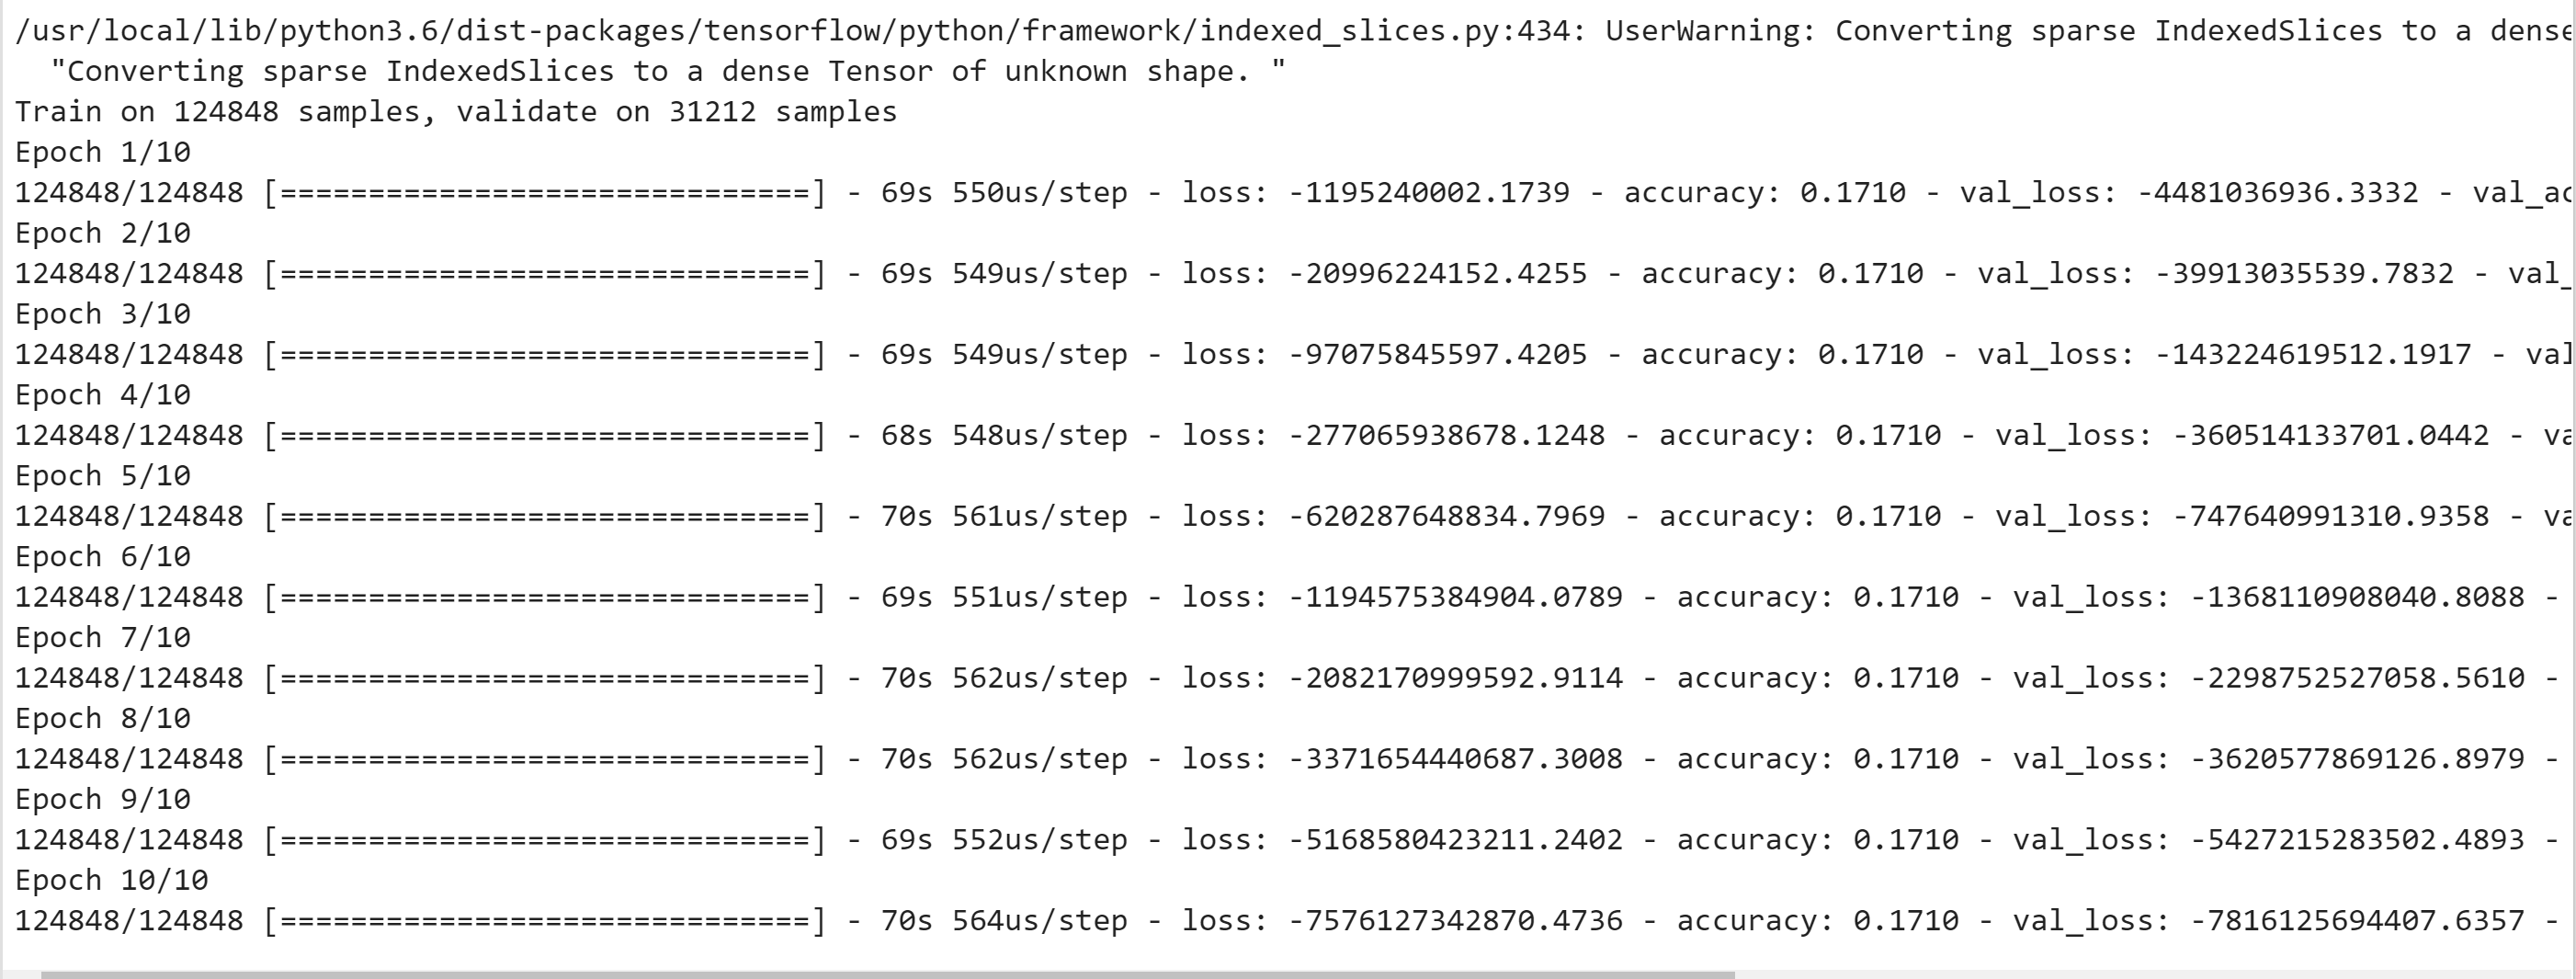 /usr/local/lib/python3.6/dist-packages/tensorflow/python/framework/indexed_slices.py:434: UserWarning: Converting sparse IndexedSlices to a dense
  "Converting sparse IndexedSlices to a dense Tensor of unknown shape. "
Train on 124848 samples, validate on 31212 samples
Epoch 1/10
124848/124848 [==============================] - 69s 550us/step - loss: -1195240002.1739 - accuracy: 0.1710 - val_loss: -4481036936.3332 - val_ac
Epoch 2/10
124848/124848 [==============================] - 69s 549us/step - loss: -20996224152.4255 - accuracy: 0.1710 - val_loss: -39913035539.7832 - val_
Epoch 3/10
124848/124848 [==============================] - 69s 549us/step - loss: -97075845597.4205 - accuracy: 0.1710 - val_loss: -143224619512.1917 - val
Epoch 4/10
124848/124848 [==============================] - 68s 548us/step - loss: -277065938678.1248 - accuracy: 0.1710 - val_loss: -360514133701.0442 - va
Epoch 5/10
124848/124848 [==============================] - 70s 561us/step - loss: -620287648834.7969 - accuracy: 0.1710 - val_loss: -747640991310.9358 - va
Epoch 6/10
124848/124848 [==============================] - 69s 551us/step - loss: -1194575384904.0789 - accuracy: 0.1710 - val_loss: -1368110908040.8088 -
Epoch 7/10
124848/124848 [==============================] - 70s 562us/step - loss: -2082170999592.9114 - accuracy: 0.1710 - val_loss: -2298752527058.5610 -
Epoch 8/10
124848/124848 [==============================] - 70s 562us/step - loss: -3371654440687.3008 - accuracy: 0.1710 - val_loss: -3620577869126.8979 -
Epoch 9/10
124848/124848 [==============================] - 69s 552us/step - loss: -5168580423211.2402 - accuracy: 0.1710 - val_loss: -5427215283502.4893 -
Epoch 10/10
124848/124848 [==============================] - 70s 564us/step - loss: -7576127342870.4736 - accuracy: 0.1710 - val_loss: -7816125694407.6357 -